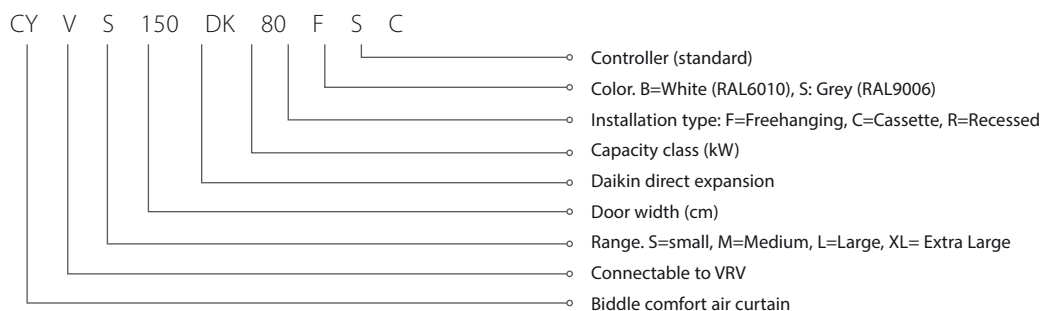 CY V S 150 DK 80 F S C
Controller (standard)
Color. B=White (RAL6010), S: Grey (RAL9006)
Installation type: F=Freehanging, C=Cassette, R=Recessed
Capacity class (kW)
Daikin direct expansion
Door width (cm)
Range. S=small, M=Medium, L=Large, XL= Extra Large
Connectable to VRV
Biddle comfort air curtain